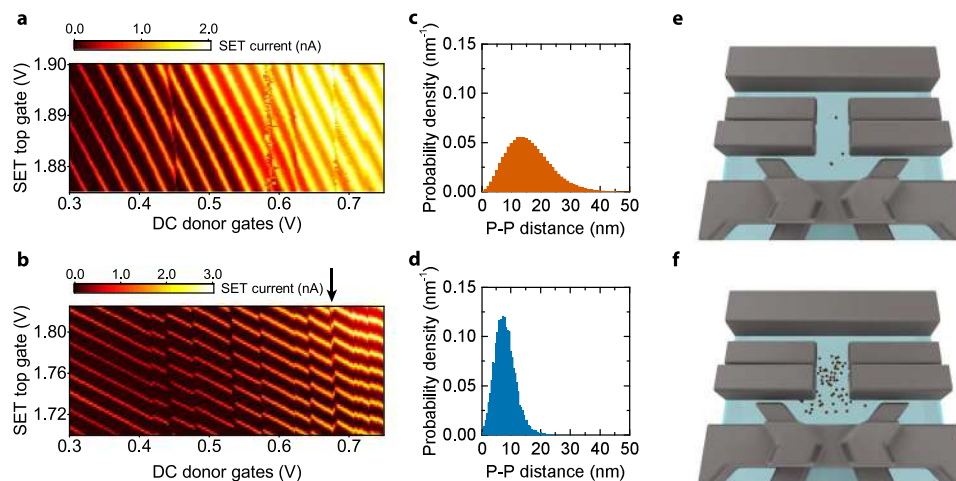 a
0.0 1.0 2.0
SET current (nA)
SET top gate (V)
1.90
1.89
1.88
0.3 0.4 0.5 0.6 0.7
DC donor gates (V)
b
0.0 1.0 2.0 3.0
SET current (nA)
SET top gate (V)
1.80
1.76
1.72
0.3 0.4 0.5 0.6 0.7
DC donor gates (V)
c
Probability density (nm⁻¹)
0.15
0.10
0.05
0.00
0 10 20 30 40 50
P-P distance (nm)
d
Probability density (nm⁻¹)
0.15
0.10
0.05
0.00
0 10 20 30 40 50
P-P distance (nm)
e
f